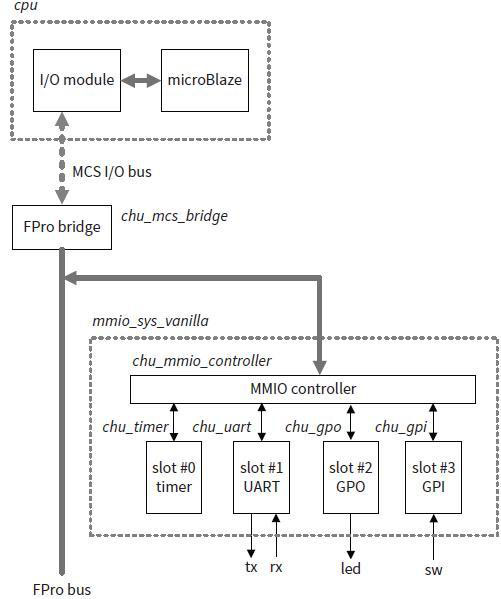 cpu
I/O module
microBlaze
MCS I/O bus
FPro bridge
chu_mcs_bridge
mmio_sys_vanilla
chu_mmio_controller
MMIO controller
chu_timer
chu_uart
chu_gpo
chu_gpi
slot #0
timer
slot #1
UART
slot #2
GPO
slot #3
GPI
tx
rx
led
sw
FPro bus